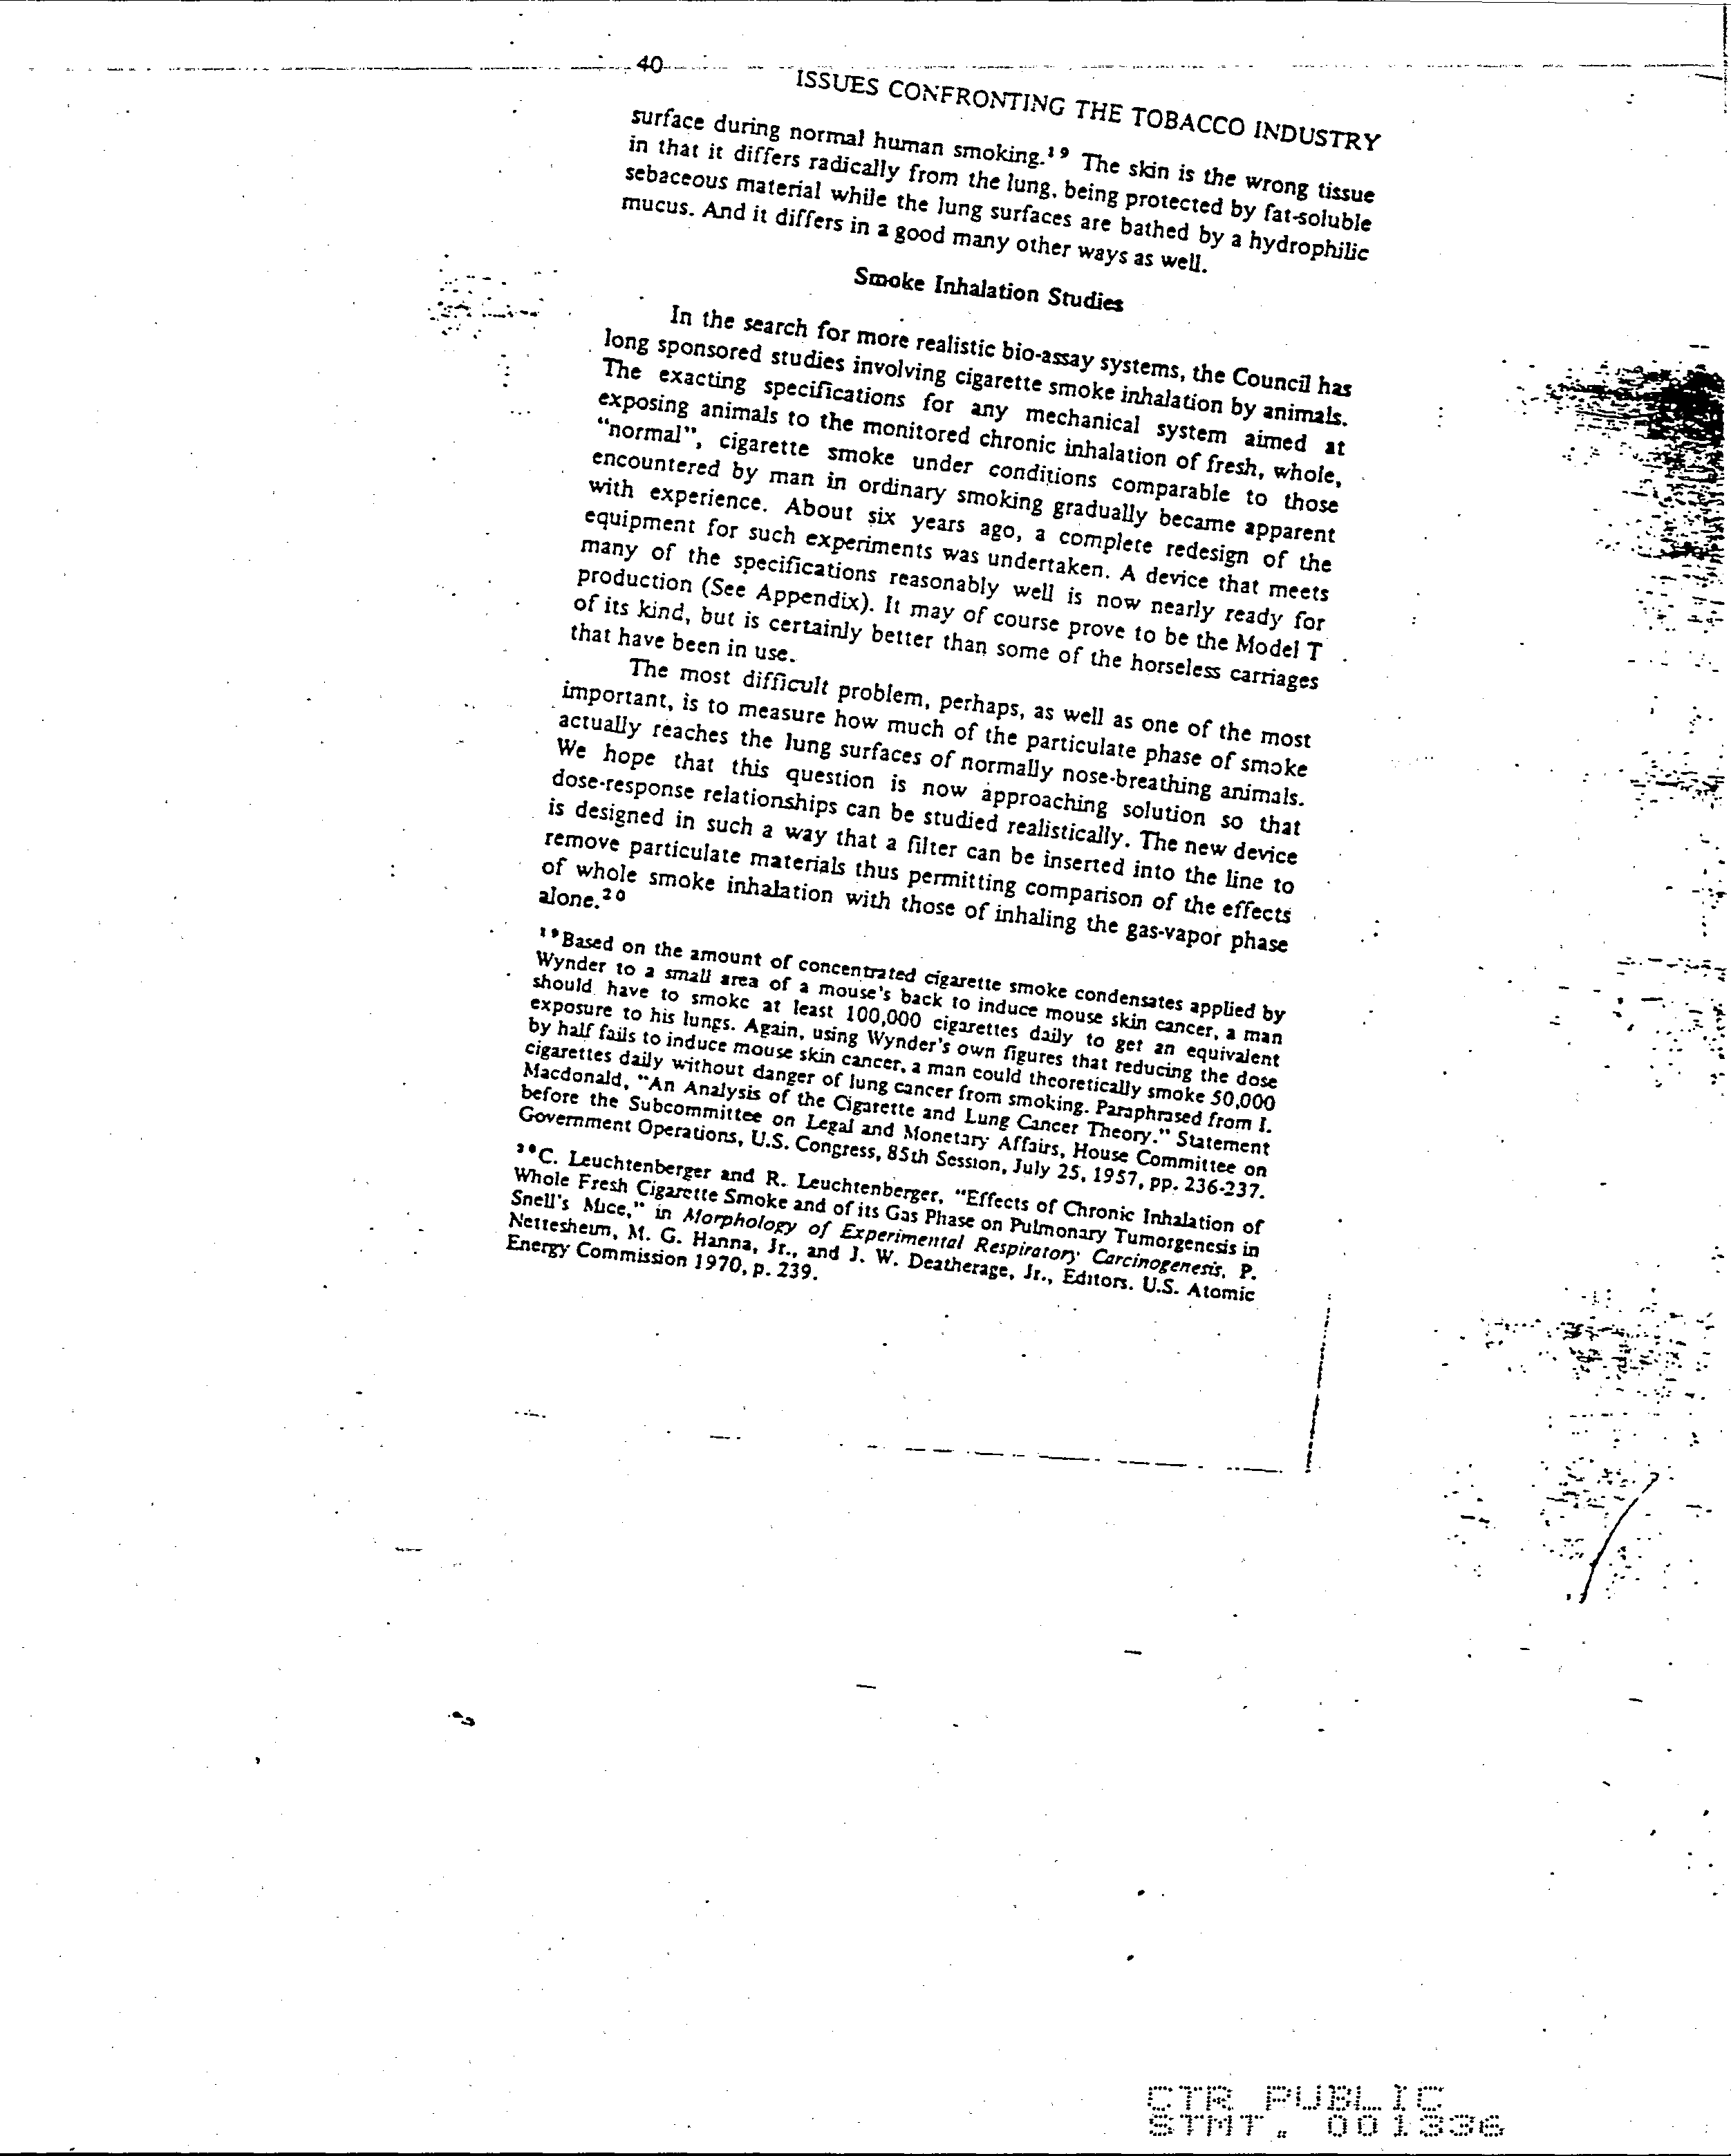 40
ISSUES CONFRONTING THE TOBACCO INDUSTRY
surface during normal human smoking.¹⁹ The skin is the wrong tissue
in that it differs radically from the lung, being protected by fat-soluble
sebaceous material while the lung surfaces are bathed by a hydrophilic
mucus. And it differs in a good many other ways as well.
Smoke Inhalation Studies
In the search for more realistic bio-assay systems, the Council has
long sponsored studies involving cigarette smoke inhalation by animals.
The exacting specifications for any mechanical system aimed at
exposing animals to the monitored chronic inhalation of fresh, whole,
“normal”, cigarette smoke under conditions comparable to those
encountered by man in ordinary smoking gradually became apparent
with experience. About six years ago, a complete redesign of the
equipment for such experiments was undertaken. A device that meets
many of the specifications reasonably well is now nearly ready for
production (See Appendix). It may of course prove to be the Model T
of its kind, but is certainly better than some of the horseless carriages
that have been in use.
The most difficult problem, perhaps, as well as one of the most
important, is to measure how much of the particulate phase of smoke
actually reaches the lung surfaces of normally nose-breathing animals.
We hope that this question is now approaching solution so that
dose-response relationships can be studied realistically. The new device
is designed in such a way that a filter can be inserted into the line to
remove particulate materials thus permitting comparison of the effects
of whole smoke inhalation with those of inhaling the gas-vapor phase
alone.²⁰
¹⁹Based on the amount of concentrated cigarette smoke condensates applied by
Wynder to a small area of a mouse's back to induce mouse skin cancer, a man
should have to smoke at least 100,000 cigarettes daily to get an equivalent
exposure to his lungs. Again, using Wynder's own figures that reducing the dose
by half fails to induce mouse skin cancer, a man could theoretically smoke 50,000
cigarettes daily without danger of lung cancer from smoking. Paraphrased from I.
Macdonald, “An Analysis of the Cigarette and Lung Cancer Theory.” Statement
before the Subcommittee on Legal and Monetary Affairs, House Committee on
Government Operations, U.S. Congress, 85th Session, July 25, 1957, pp. 236-237.
²⁰C. Leuchtenberger and R. Leuchtenberger, “Effects of Chronic Inhalation of
Whole Fresh Cigarette Smoke and of its Gas Phase on Pulmonary Tumorgenesis in
Snell's Mice,” in Morphology of Experimental Respiratory Carcinogenesis, P.
Nettesheim, M. G. Hanna, Jr., and J. W. Deatherage, Jr., Editors. U.S. Atomic
Energy Commission 1970, p. 239.
CTR PUBLIC
STMT. 001336